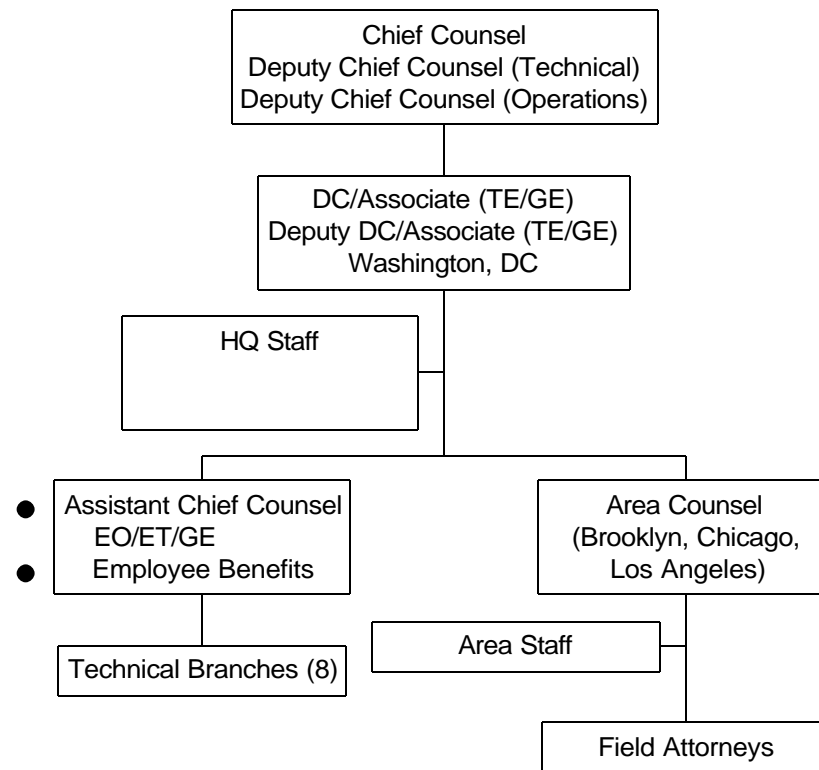 Chief Counsel
Deputy Chief Counsel (Technical)
Deputy Chief Counsel (Operations)
DC/Associate (TE/GE)
Deputy DC/Associate (TE/GE)
Washington, DC
HQ Staff
Assistant Chief Counsel
EO/ET/GE
Employee Benefits
Area Counsel
(Brooklyn, Chicago,
Los Angeles)
Technical Branches (8)
Area Staff
Field Attorneys